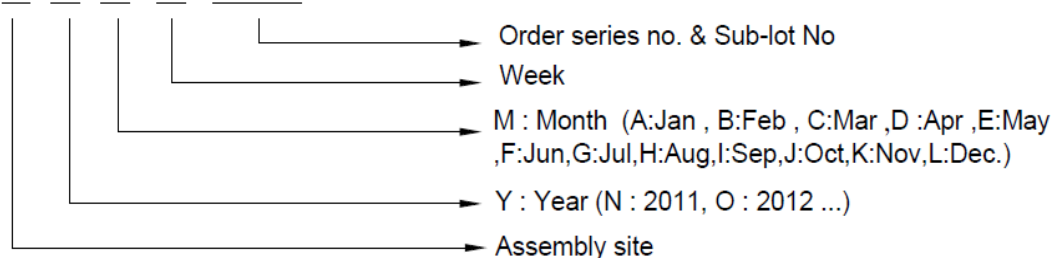 Order series no. & Sub-lot No
Week
M : Month (A:Jan , B:Feb , C:Mar ,D :Apr ,E:May
,F:Jun,G:Jul,H:Aug,I:Sep,J:Oct,K:Nov,L:Dec.)
Y : Year (N : 2011, O : 2012 ...)
Assembly site